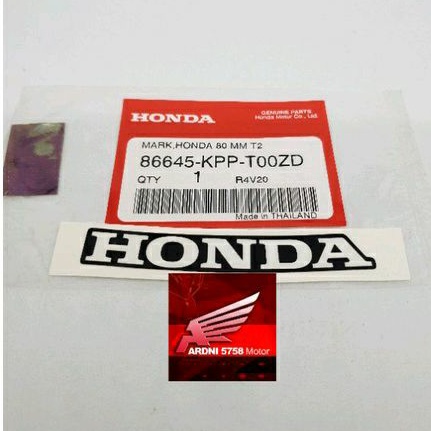 HONDA
GENUINE PARTS
Honda Motor Co., Ltd.
MARK,HONDA 80 MM T2
86645-KPP-T00ZD
QTY 1 R4V20
Made in THAILAND
HONDA
ARDNI 5758 Motor